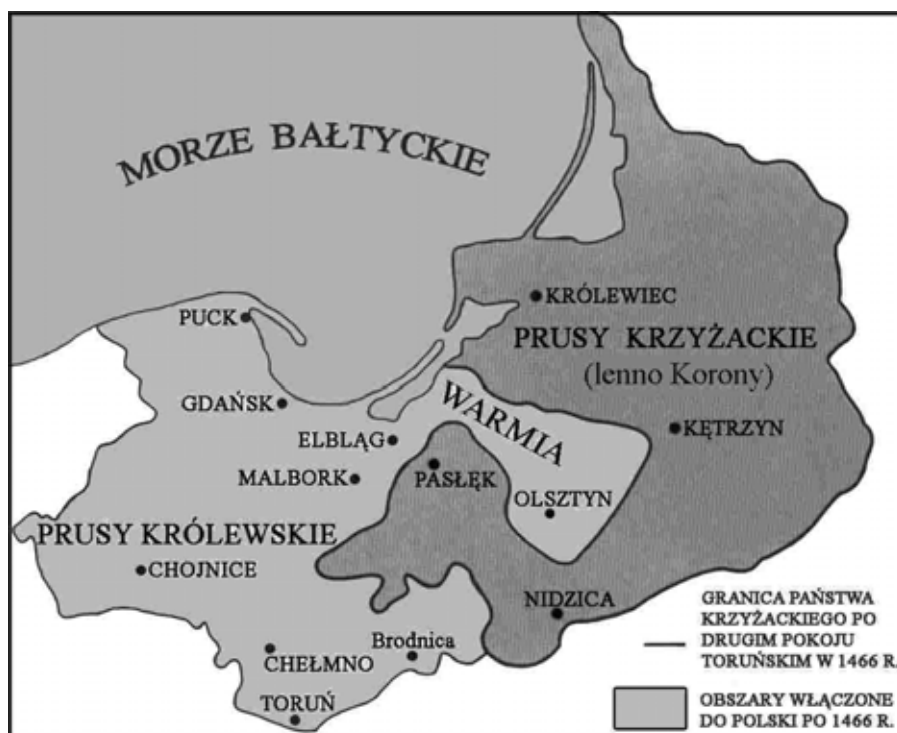 MORZE BAŁTYCKIE
KRÓLEWIEC
PUCK
PRUSY KRZYŻACKIE
(lenno Korony)
GDAŃSK
WARMIA
KĘTRZYN
ELBLĄG
MALBORK
PASŁĘK
OLSZTYN
PRUSY KRÓLEWSKIE
CHOJNICE
NIDZICA
Brodnica
CHEŁMNO
TORUŃ
GRANICA PAŃSTWA
KRZYŻACKIEGO PO
DRUGIM POKOJU
TORUŃSKIM W 1466 R.
OBSZARY WŁĄCZONE
DO POLSKI PO 1466 R.